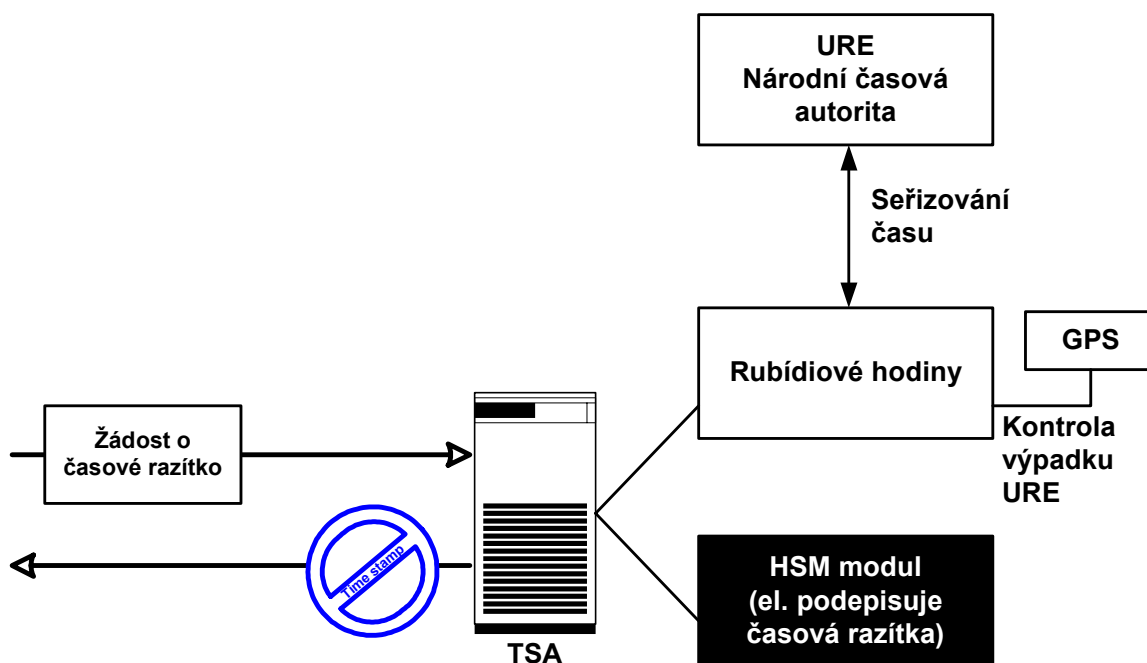 URE
Národní časová
autorita
Seřizování
času
Rubídiové hodiny
GPS
Kontrola
výpadku
URE
Žádost o
časové razítko
Time stamp
HSM modul
(el. podepisuje
časová razítka)
TSA